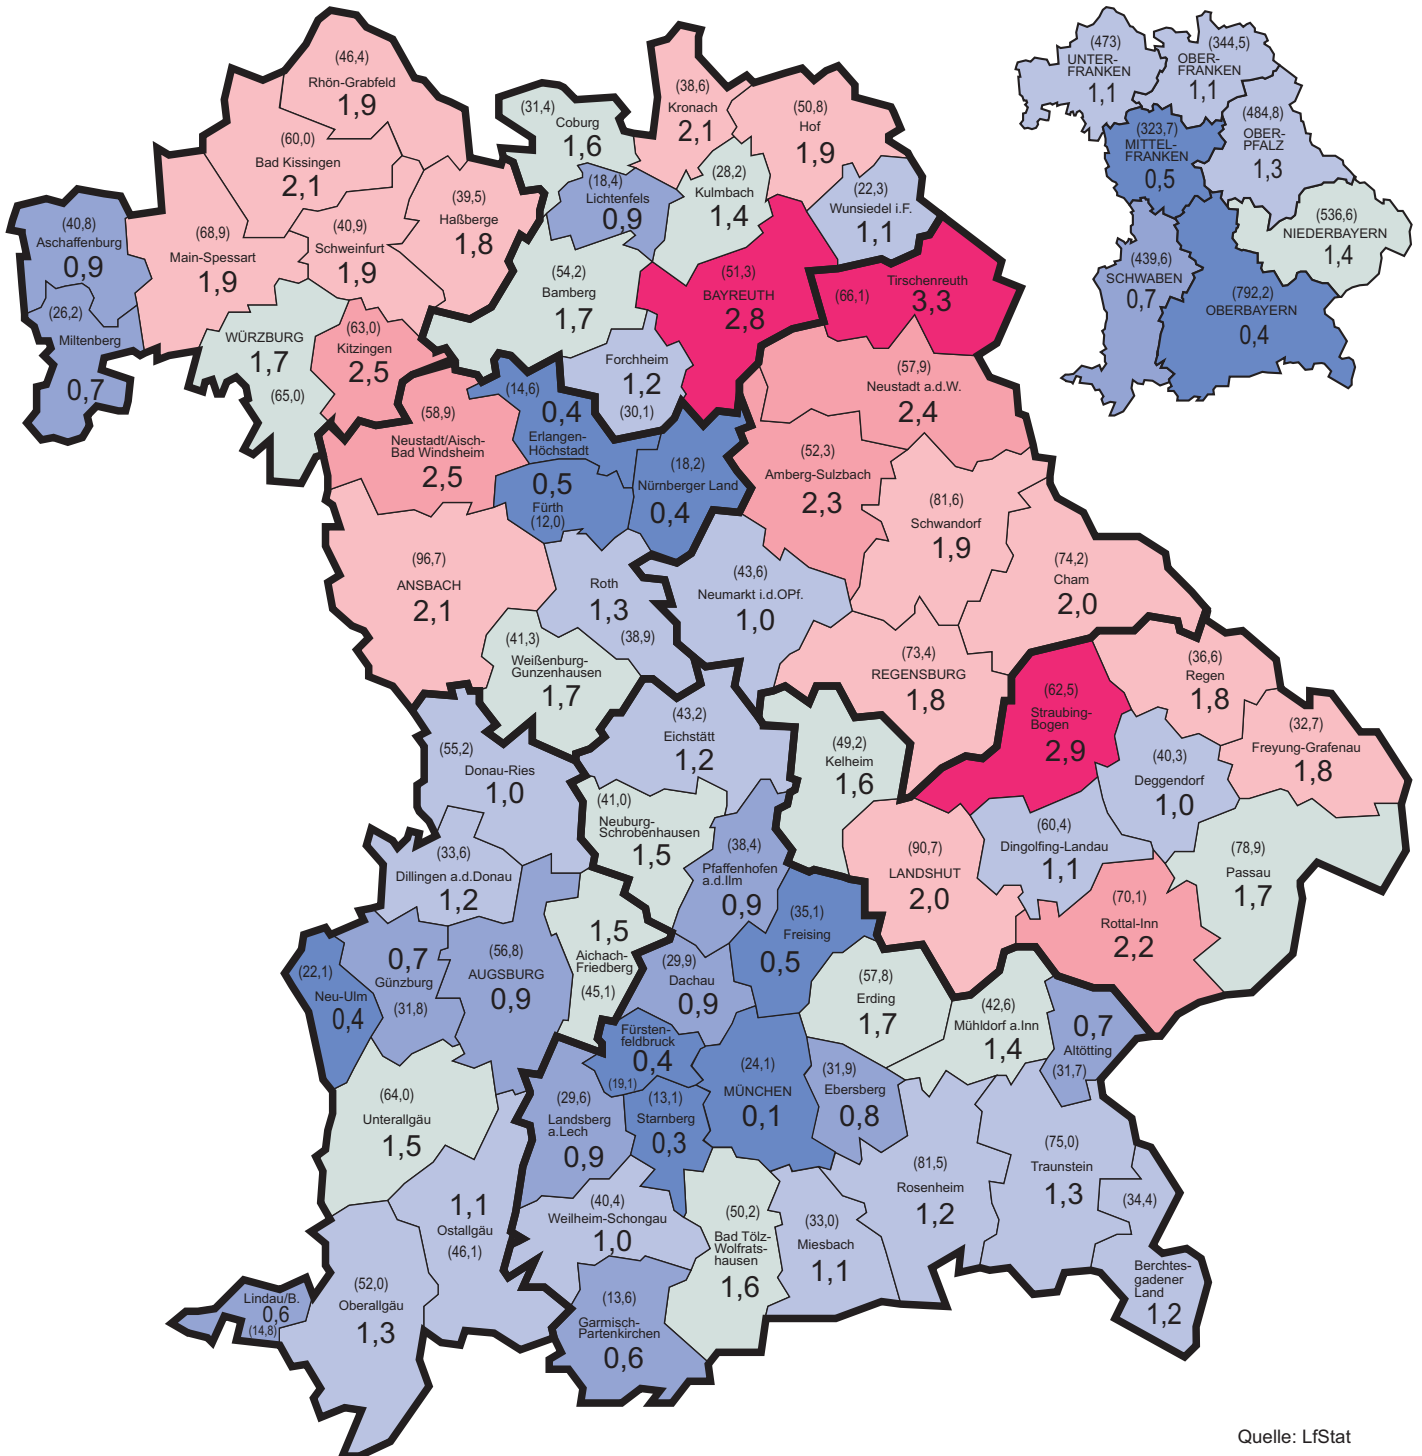 (46,4)
Rhön-Grabfeld
1,9
(60,0)
Bad Kissingen
2,1
(39,5)
Haßberge
1,8
(40,9)
Schweinfurt
1,9
(68,9)
Main-Spessart
1,9
(40,8)
Aschaffenburg
0,9
(26,2)
Miltenberg
0,7
WÜRZBURG
1,7
(65,0)
(63,0)
Kitzingen
2,5
(31,4)
Coburg
1,6
(38,6)
Kronach
2,1
(50,8)
Hof
1,9
(18,4)
Lichtenfels
0,9
(28,2)
Kulmbach
1,4
(22,3)
Wunsiedel i.F.
1,1
(54,2)
Bamberg
1,7
(51,3)
BAYREUTH
2,8
Forchheim
1,2
(30,1)
(66,1)
Tirschenreuth
3,3
(57,9)
Neustadt a.d.W.
2,4
(52,3)
Amberg-Sulzbach
2,3
(81,6)
Schwandorf
1,9
(74,2)
Cham
2,0
(43,6)
Neumarkt i.d.OPf.
1,0
(73,4)
REGENSBURG
1,8
(58,9)
Neustadt/Aisch-
Bad Windsheim
2,5
(14,6)
0,4
Erlangen-
Höchstadt
0,5
Fürth
(12,0)
(18,2)
Nürnberger Land
0,4
(96,7)
ANSBACH
2,1
Roth
1,3
(38,9)
(41,3)
Weißenburg-
Gunzenhausen
1,7
(62,5)
Straubing-
Bogen
2,9
(36,6)
Regen
1,8
(32,7)
Freyung-Grafenau
1,8
(40,3)
Deggendorf
1,0
(49,2)
Kelheim
1,6
(60,4)
Dingolfing-Landau
1,1
(78,9)
Passau
1,7
(90,7)
LANDSHUT
2,0
(70,1)
Rottal-Inn
2,2
(55,2)
Donau-Ries
1,0
(33,6)
Dillingen a.d.Donau
1,2
0,7
Günzburg
(31,8)
(22,1)
Neu-Ulm
0,4
(56,8)
AUGSBURG
0,9
1,5
Aichach-
Friedberg
(45,1)
(64,0)
Unterallgäu
1,5
1,1
Ostallgäu
(46,1)
(52,0)
Oberallgäu
1,3
Lindau/B.
0,6
(14,8)
(43,2)
Eichstätt
1,2
(41,0)
Neuburg-
Schrobenhausen
1,5
(38,4)
Pfaffenhofen
a.d.Ilm
0,9
(35,1)
Freising
0,5
(29,9)
Dachau
0,9
(57,8)
Erding
1,7
(42,6)
Mühldorf a.Inn
1,4
0,7
Altötting
(31,7)
Fürsten-
feldbruck
0,4
(19,1)
(24,1)
MÜNCHEN
0,1
(31,9)
Ebersberg
0,8
(29,6)
Landsberg
a.Lech
0,9
(13,1)
Starnberg
0,3
(40,4)
Weilheim-Schongau
1,0
(13,6)
Garmisch-
Partenkirchen
0,6
(50,2)
Bad Tölz-
Wolfrats-
hausen
1,6
(33,0)
Miesbach
1,1
(81,5)
Rosenheim
1,2
(75,0)
Traunstein
1,3
(34,4)
Berchtes-
gadener
Land
1,2
(473)
UNTER-
FRANKEN
1,1
(344,5)
OBER-
FRANKEN
1,1
(323,7)
MITTEL-
FRANKEN
0,5
(484,8)
OBER-
PFALZ
1,3
(536,6)
NIEDERBAYERN
1,4
(439,6)
SCHWABEN
0,7
(792,2)
OBERBAYERN
0,4
Quelle: LfStat